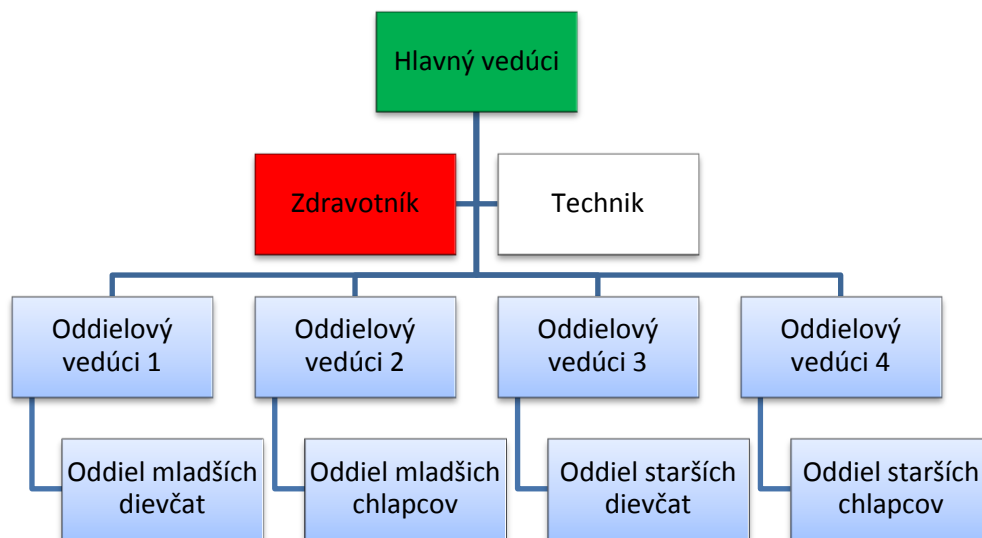 Hlavný vedúci
Zdravotník
Technik
Oddielový
vedúci 1
Oddielový
vedúci 2
Oddielový
vedúci 3
Oddielový
vedúci 4
Oddiel mladších
dievčat
Oddiel mladšich
chlapcov
Oddiel starších
dievčat
Oddiel starších
chlapcov